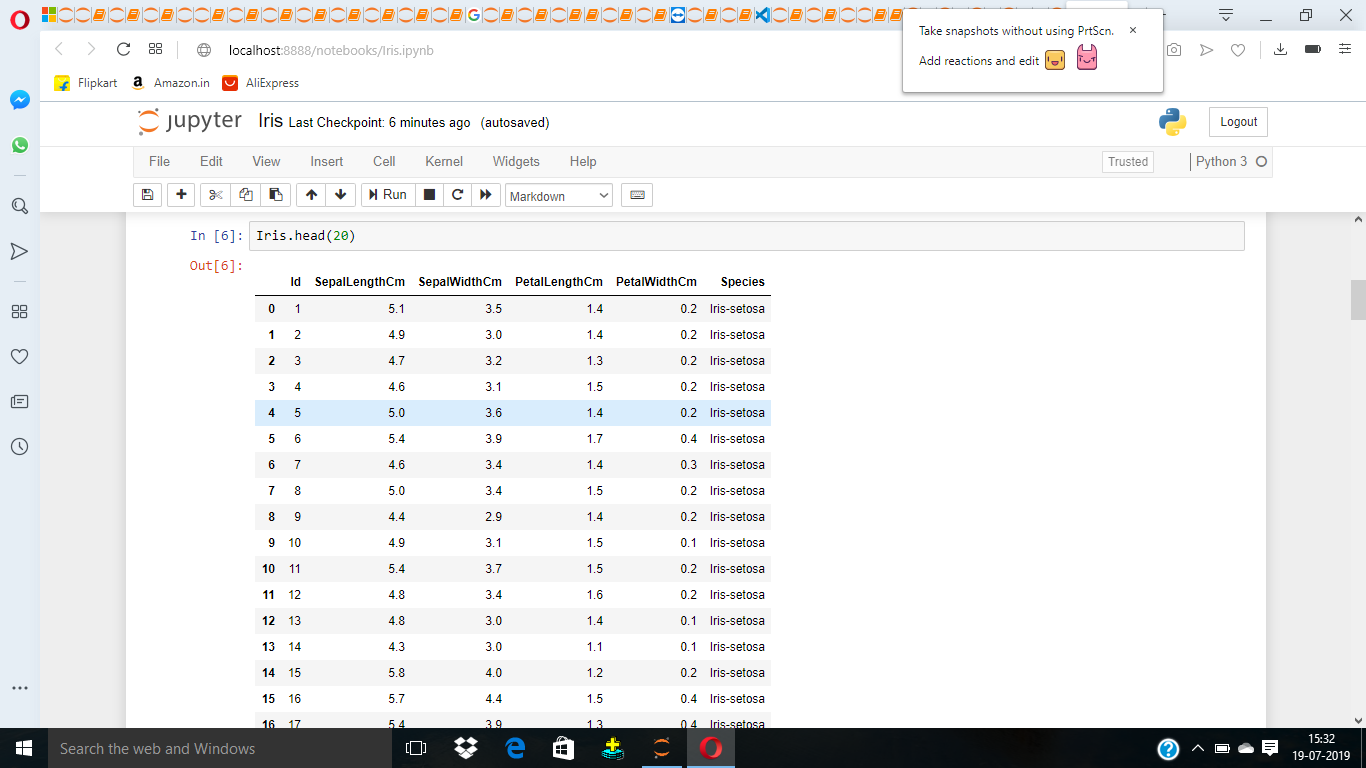 Take snapshots without using PrtScn.
Add reactions and edit
localhost:8888/notebooks/Iris.ipynb
Flipkart Amazon.in AliExpress
jupyter Iris Last Checkpoint: 6 minutes ago (autosaved) Logout
File Edit View Insert Cell Kernel Widgets Help Trusted Python 3
Run Markdown
In [6]: Iris.head(20)
Out[6]:
Id SepalLengthCm SepalWidthCm PetalLengthCm PetalWidthCm Species
0 1 5.1 3.5 1.4 0.2 Iris-setosa
1 2 4.9 3.0 1.4 0.2 Iris-setosa
2 3 4.7 3.2 1.3 0.2 Iris-setosa
3 4 4.6 3.1 1.5 0.2 Iris-setosa
4 5 5.0 3.6 1.4 0.2 Iris-setosa
5 6 5.4 3.9 1.7 0.4 Iris-setosa
6 7 4.6 3.4 1.4 0.3 Iris-setosa
7 8 5.0 3.4 1.5 0.2 Iris-setosa
8 9 4.4 2.9 1.4 0.2 Iris-setosa
9 10 4.9 3.1 1.5 0.1 Iris-setosa
10 11 5.4 3.7 1.5 0.2 Iris-setosa
11 12 4.8 3.4 1.6 0.2 Iris-setosa
12 13 4.8 3.0 1.4 0.1 Iris-setosa
13 14 4.3 3.0 1.1 0.1 Iris-setosa
14 15 5.8 4.0 1.2 0.2 Iris-setosa
15 16 5.7 4.4 1.5 0.4 Iris-setosa
16 17 5.4 3.9 1.3 0.4 Iris-setosa
Search the web and Windows
15:32
19-07-2019